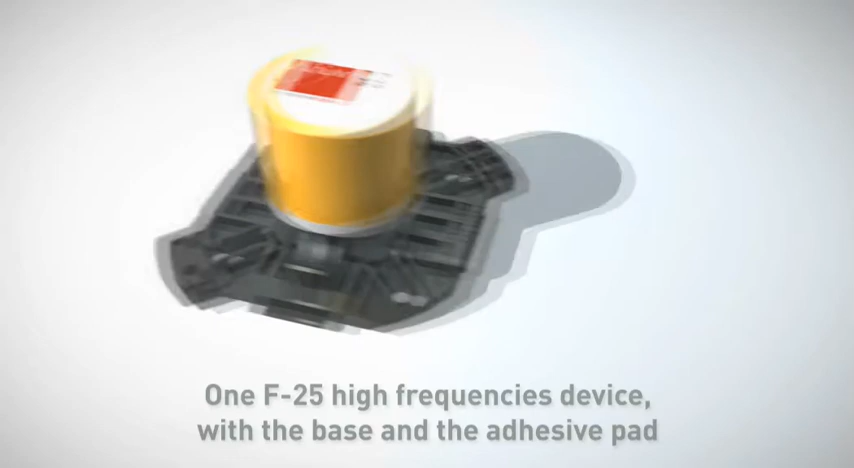 One F-25 high frequencies device,
with the base and the adhesive pad